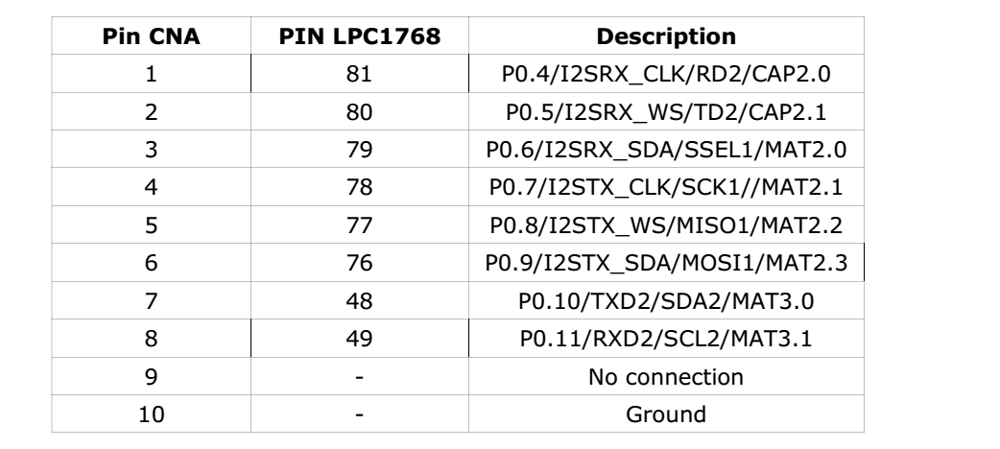 Pin CNA PIN LPC1768 Description
1 81 P0.4/I2SRX_CLK/RD2/CAP2.0
2 80 P0.5/I2SRX_WS/TD2/CAP2.1
3 79 P0.6/I2SRX_SDA/SSEL1/MAT2.0
4 78 P0.7/I2STX_CLK/SCK1//MAT2.1
5 77 P0.8/I2STX_WS/MISO1/MAT2.2
6 76 P0.9/I2STX_SDA/MOSI1/MAT2.3
7 48 P0.10/TXD2/SDA2/MAT3.0
8 49 P0.11/RXD2/SCL2/MAT3.1
9 - No connection
10 - Ground